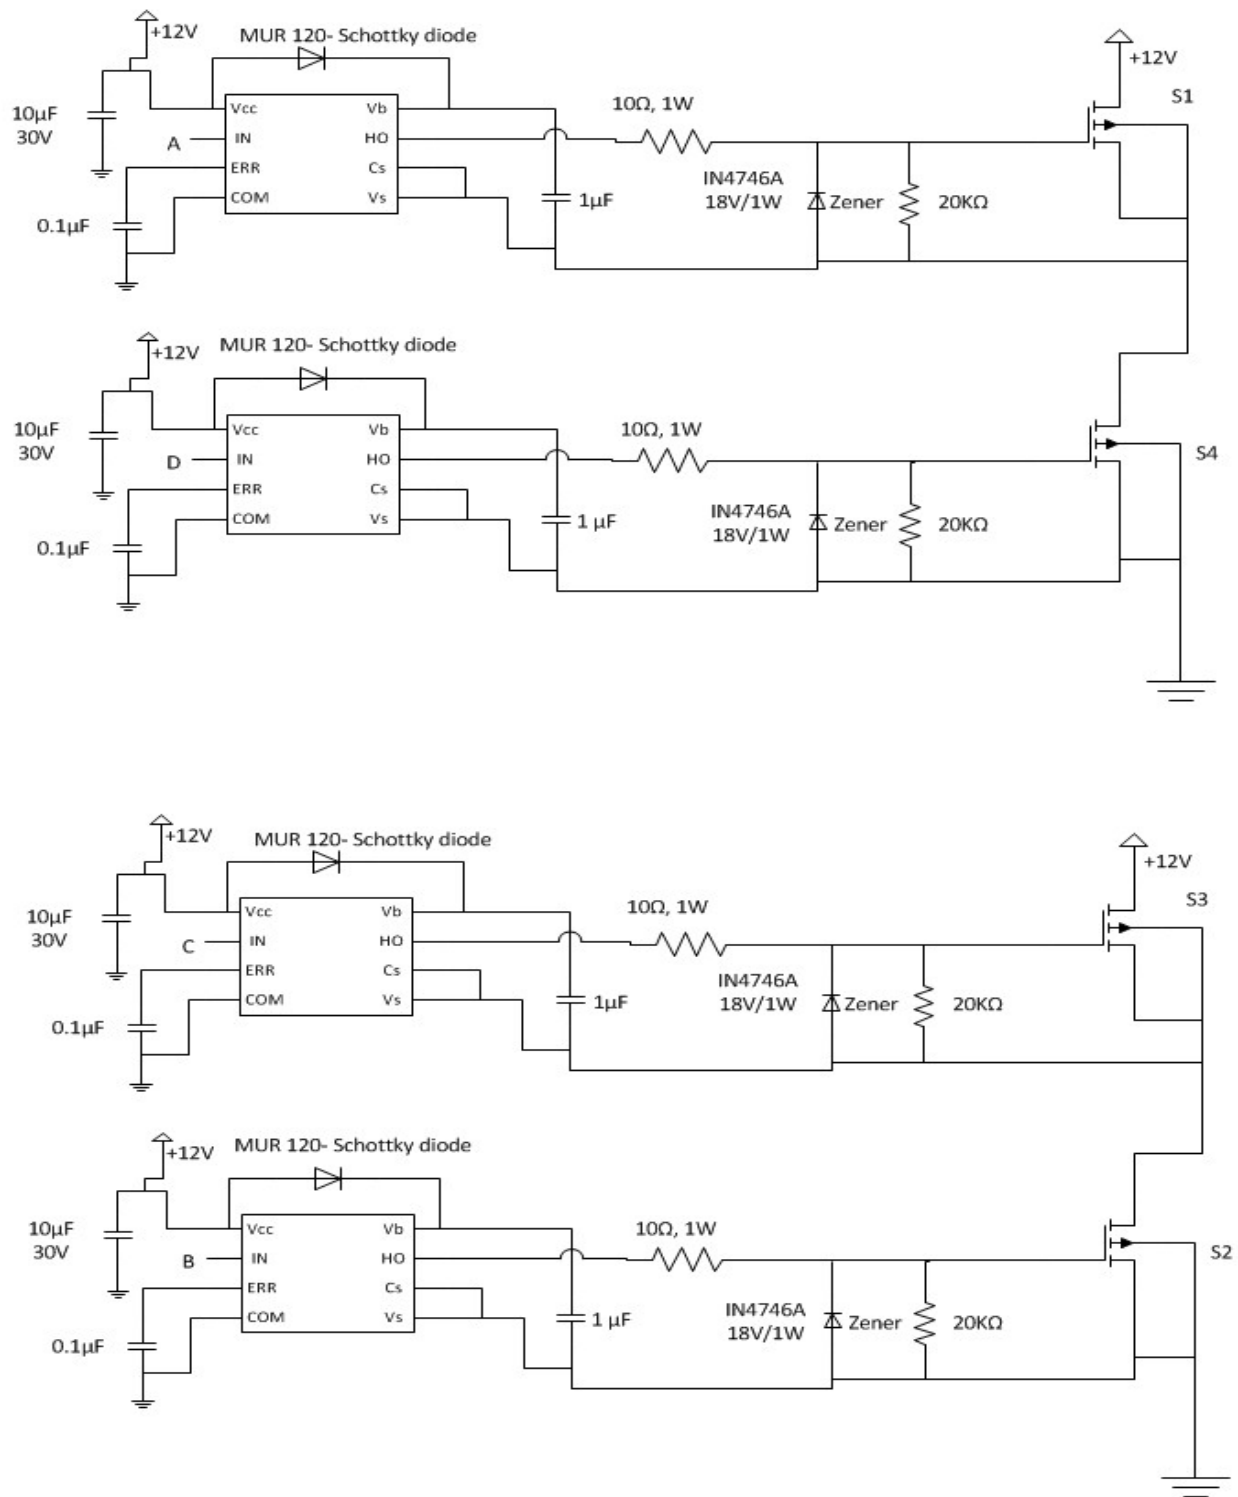 +12V
MUR 120- Schottky diode
+12V
10µF
30V
Vcc
Vb
10Ω, 1W
S1
A
IN
HO
ERR
Cs
IN4746A
18V/1W
Zener
20KΩ
COM
Vs
1µF
0.1µF
+12V
MUR 120- Schottky diode
10µF
30V
Vcc
Vb
10Ω, 1W
D
IN
HO
S4
ERR
Cs
IN4746A
18V/1W
Zener
20KΩ
COM
Vs
1 µF
0.1µF
+12V
MUR 120- Schottky diode
+12V
10µF
30V
Vcc
Vb
10Ω, 1W
S3
C
IN
HO
ERR
Cs
IN4746A
18V/1W
Zener
20KΩ
COM
Vs
1µF
0.1µF
+12V
MUR 120- Schottky diode
10µF
30V
Vcc
Vb
10Ω, 1W
B
IN
HO
S2
ERR
Cs
IN4746A
18V/1W
Zener
20KΩ
COM
Vs
1 µF
0.1µF